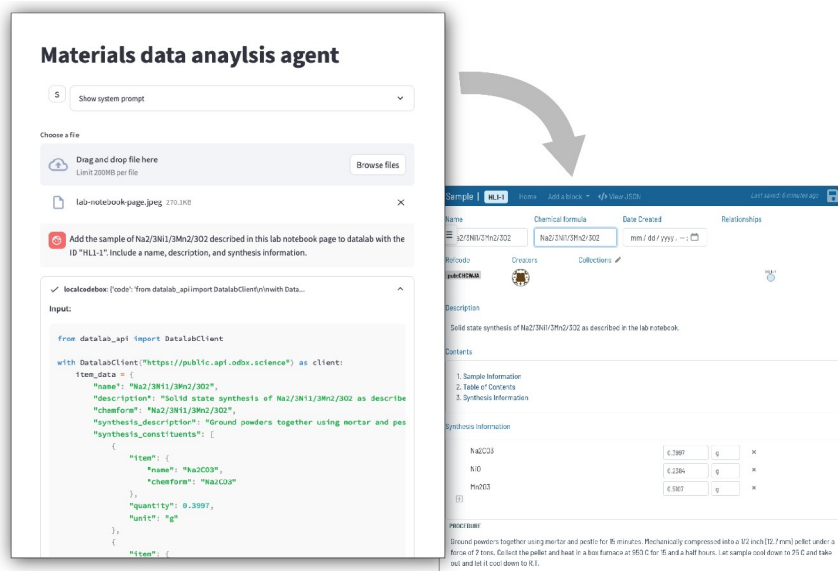 Materials data anaylsis agent
S
Show system prompt
Choose a file
Drag and drop file here
Limit 200MB per file
Browse files
lab-notebook-page.jpeg 270.1KB
Add the sample of Na2/3Ni1/3Mn2/3O2 described in this lab notebook page to datalab with the
ID "HL1-1". Include a name, description, and synthesis information.
localcodebox: {'code': 'from datalab_api import DatalabClient\n\nwith Data...
Input:
from datalab_api import DatalabClient
with DatalabClient("https://public.api.odbx.science") as client:
item_data = {
"name": "Na2/3Ni1/3Mn2/3O2",
"description": "Solid state synthesis of Na2/3Ni1/3Mn2/3O2 as describe
"chemform": "Na2/3Ni1/3Mn2/3O2",
"synthesis_description": "Ground powders together using mortar and pes
"synthesis_constituents": [
{
"item": {
"name": "Na2CO3",
"chemform": "Na2CO3"
},
"quantity": 0.3997,
"unit": "g"
},
{
"item": {
Sample | HL1-1 Home Add a block </> View JSON Last saved: 6 minutes ago
Name Chemical formula Date Created Relationships
a2/3Ni1/3Mn2/3O2 Na2/3Ni1/3Mn2/3O2 mm / dd / yyyy, --:
Refcode Creators Collections
HL1-1
Description
Solid state synthesis of Na2/3Ni1/3Mn2/3O2 as described in the lab notebook.
Contents
1. Sample Information
2. Table of Contents
3. Synthesis Information
Synthesis Information
Na2CO3 0.3997 g ×
NiO 0.2384 g ×
Mn2O3 0.5107 g ×
PROCEDURE
Ground powders together using mortar and pestle for 15 minutes. Mechanically compressed into a 1/2 inch (12.7 mm) pellet under a
force of 2 tons. Collect the pellet and heat in a box furnace at 950 C for 15 and a half hours. Let sample cool down to 25 C and take
out and let it cool down to R.T.